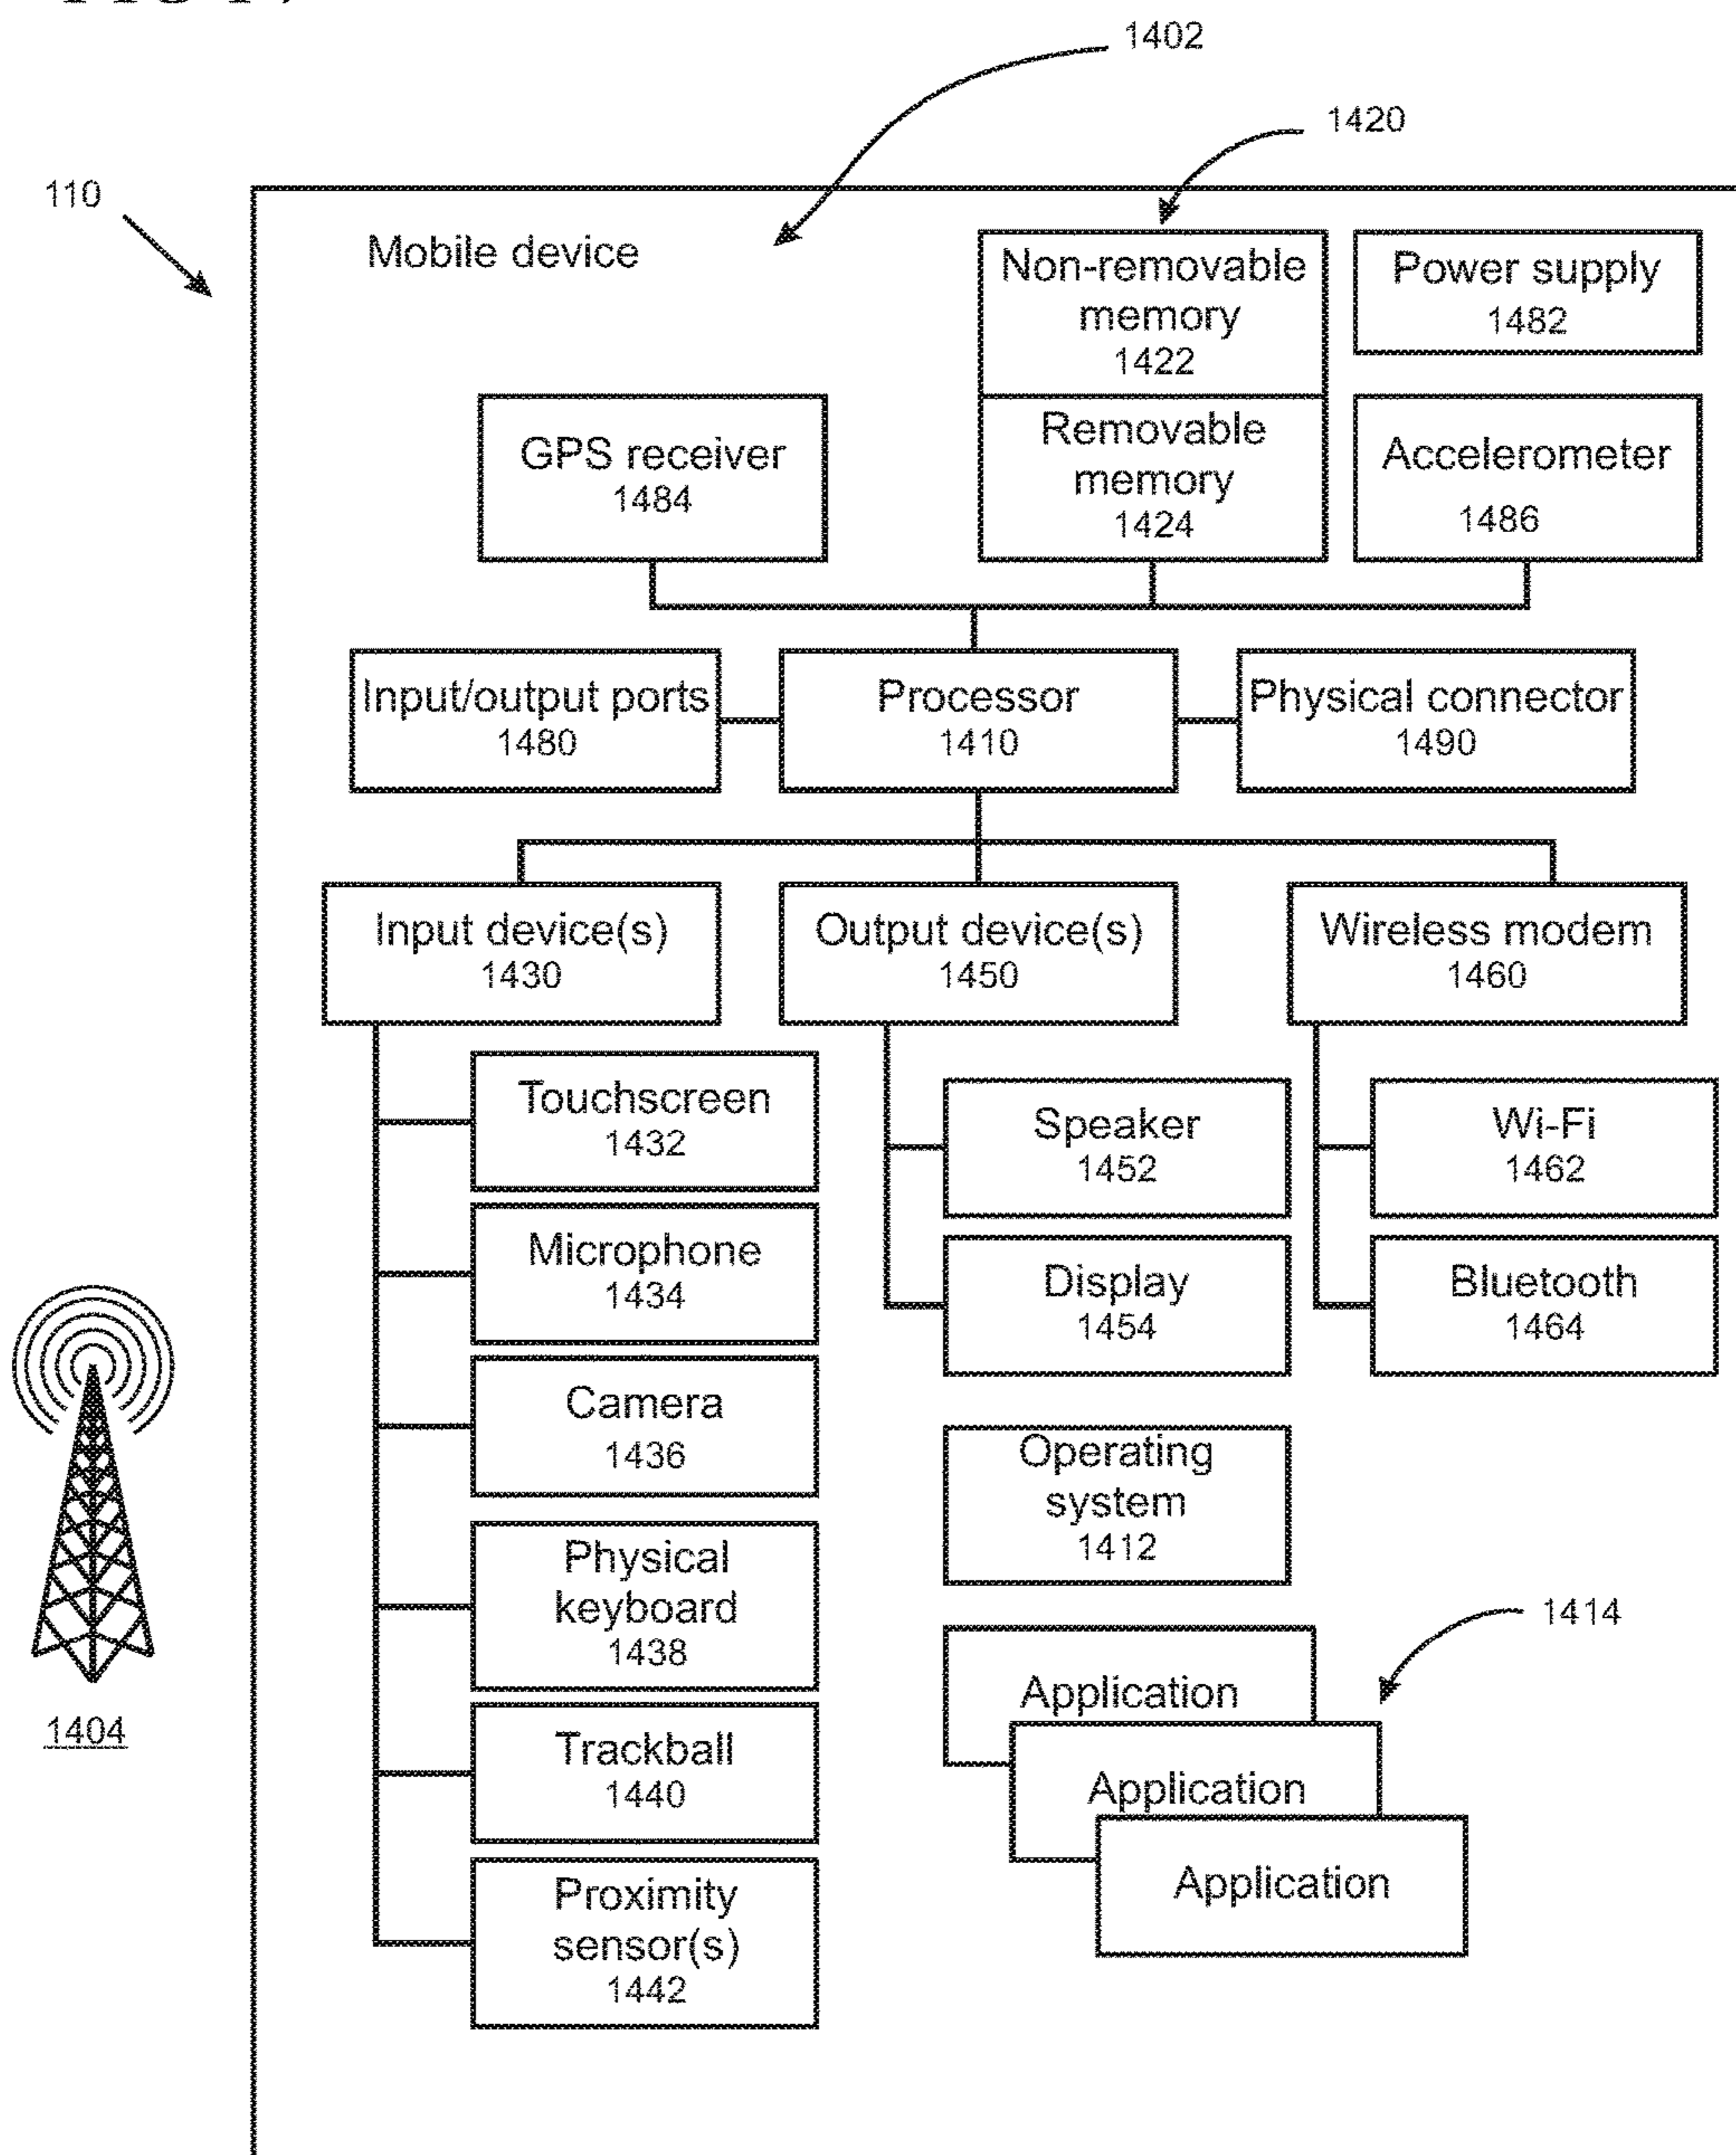 1402
1420
110
Mobile device
Non-removable
memory
1422
Power supply
1482
GPS receiver
1484
Removable
memory
1424
Accelerometer
1486
Input/output ports
1480
Processor
1410
Physical connector
1490
Input device(s)
1430
Output device(s)
1450
Wireless modem
1460
Touchscreen
1432
Speaker
1452
Wi-Fi
1462
Microphone
1434
Display
1454
Bluetooth
1464
Camera
1436
Operating
system
1412
Physical
keyboard
1438
1414
Application
1404
Trackball
1440
Application
Application
Proximity
sensor(s)
1442